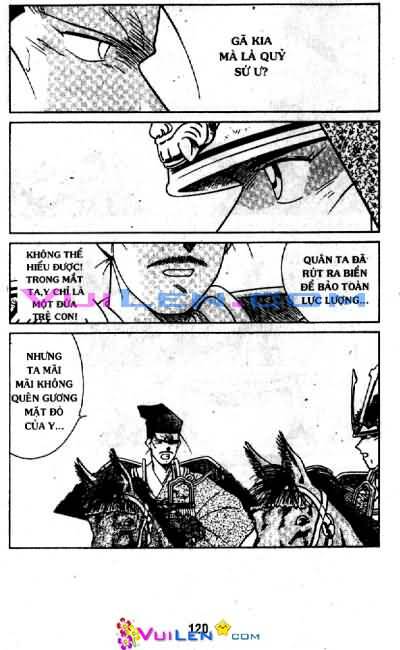 GÃ KIA
MÀ LÀ QUỶ
SỨ Ư?
KHÔNG THỂ
HIỂU ĐƯỢC!
TRONG MẮT
TA,Y CHỈ LÀ
MỘT ĐỨA
TRẺ CON!
QUÂN TA ĐÃ
RÚT RA BIỂN
ĐỂ BẢO TOÀN
LỰC LƯỢNG...
VUILEN.COM
NHƯNG
TA MÃI
MÃI KHÔNG
QUÊN GƯƠNG
MẶT ĐÓ
CỦA Y...
120
VUILEN COM